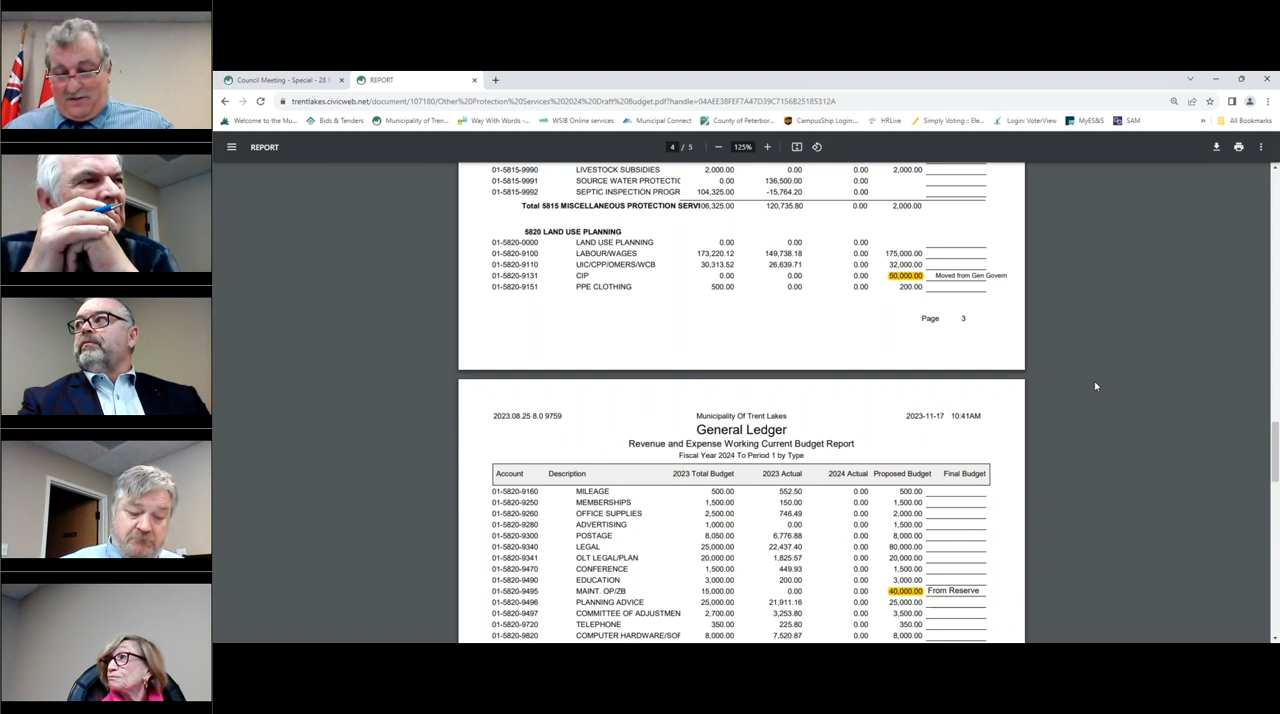 Council Meeting - Special - 28
REPORT
trentlakes.civicweb.net/document/107180/Other%20Protection%20Services%202024%20Draft%20Budget.pdf?handle=04AEE38FEF7A47D39C7156B25185312A
Welcome to the Mu... Bids & Tenders Municipality of Tren... Way With Words -... WSIB Online services Municipal Connect County of Peterbor... CampusShip Login:... HRLive Simply Voting :: Ele... Login: VoterView MyES&S SAM » All Bookmarks
REPORT 4 / 5 125%
01-5815-9990 LIVESTOCK SUBSIDIES 2,000.00 0.00 0.00 2,000.00
01-5815-9991 SOURCE WATER PROTECTIC 0.00 136,500.00 0.00
01-5815-9992 SEPTIC INSPECTION PROGR 104,325.00 -15,764.20 0.00
Total 5815 MISCELLANEOUS PROTECTION SERVI06,325.00 120,735.80 0.00 2,000.00
5820 LAND USE PLANNING
01-5820-0000 LAND USE PLANNING 0.00 0.00 0.00
01-5820-9100 LABOUR/WAGES 173,220.12 149,738.18 0.00 175,000.00
01-5820-9110 UIC/CPP/OMERS/WCB 30,313.52 26,639.71 0.00 32,000.00
01-5820-9131 CIP 0.00 0.00 0.00 50,000.00 Moved from Gen Govern
01-5820-9151 PPE CLOTHING 500.00 0.00 0.00 200.00
Page 3
2023.08.25 8.0 9759 Municipality Of Trent Lakes 2023-11-17 10:41AM
General Ledger
Revenue and Expense Working Current Budget Report
Fiscal Year 2024 To Period 1 by Type
Account Description 2023 Total Budget 2023 Actual 2024 Actual Proposed Budget Final Budget
01-5820-9160 MILEAGE 500.00 552.50 0.00 500.00
01-5820-9250 MEMBERSHIPS 1,500.00 150.00 0.00 1,500.00
01-5820-9260 OFFICE SUPPLIES 2,500.00 746.49 0.00 2,000.00
01-5820-9280 ADVERTISING 1,000.00 0.00 0.00 1,500.00
01-5820-9300 POSTAGE 8,050.00 6,776.88 0.00 8,000.00
01-5820-9340 LEGAL 25,000.00 22,437.40 0.00 80,000.00
01-5820-9341 OLT LEGAL/PLAN 20,000.00 1,825.57 0.00 20,000.00
01-5820-9470 CONFERENCE 1,500.00 449.93 0.00 1,500.00
01-5820-9490 EDUCATION 3,000.00 200.00 0.00 3,000.00
01-5820-9495 MAINT. OP/ZB 15,000.00 0.00 0.00 40,000.00 From Reserve
01-5820-9496 PLANNING ADVICE 25,000.00 21,911.16 0.00 25,000.00
01-5820-9497 COMMITTEE OF ADJUSTMEN 2,700.00 3,253.80 0.00 3,500.00
01-5820-9720 TELEPHONE 350.00 225.80 0.00 350.00
01-5820-9820 COMPUTER HARDWARE/SOF 8,000.00 7,520.87 0.00 8,000.00